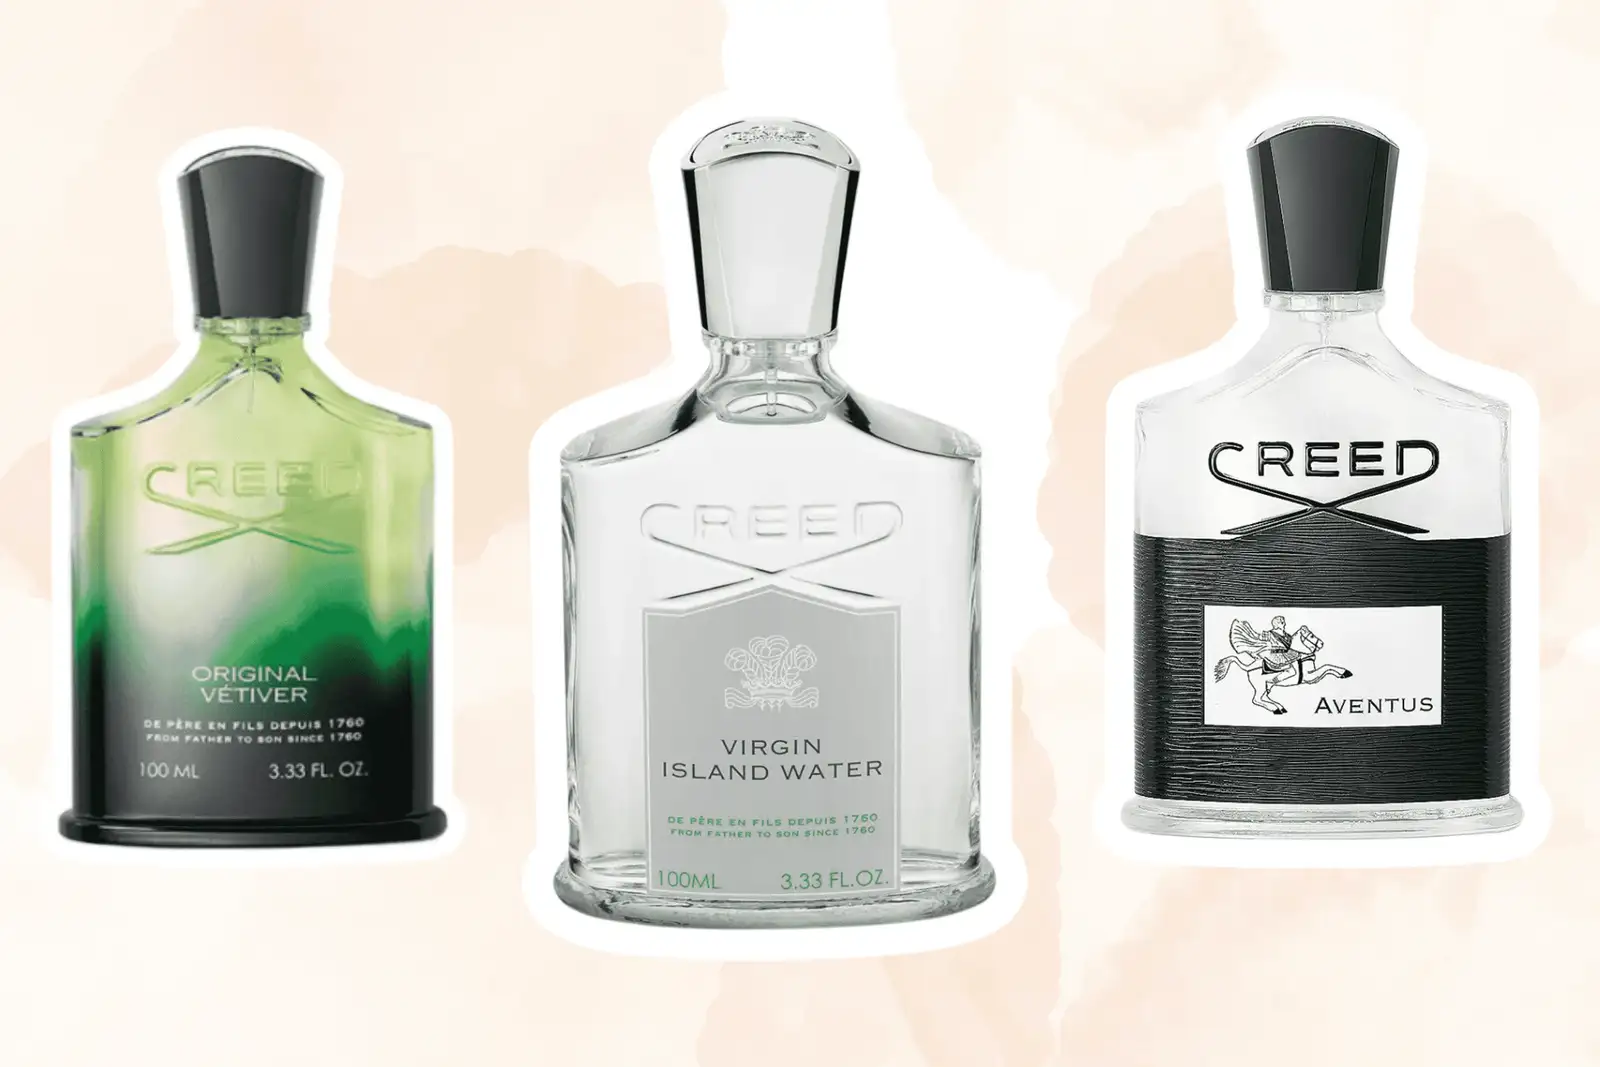 CREED
ORIGINAL
VÉTIVER
DE PÈRE EN FILS DEPUIS 1760
FROM FATHER TO SON SINCE 1760
100 ML 3.33 FL. OZ.
CREED
VIRGIN
ISLAND WATER
DE PÈRE EN FILS DEPUIS 1760
FROM FATHER TO SON SINCE 1760
100ML 3.33 FL.OZ.
CREED
AVENTUS